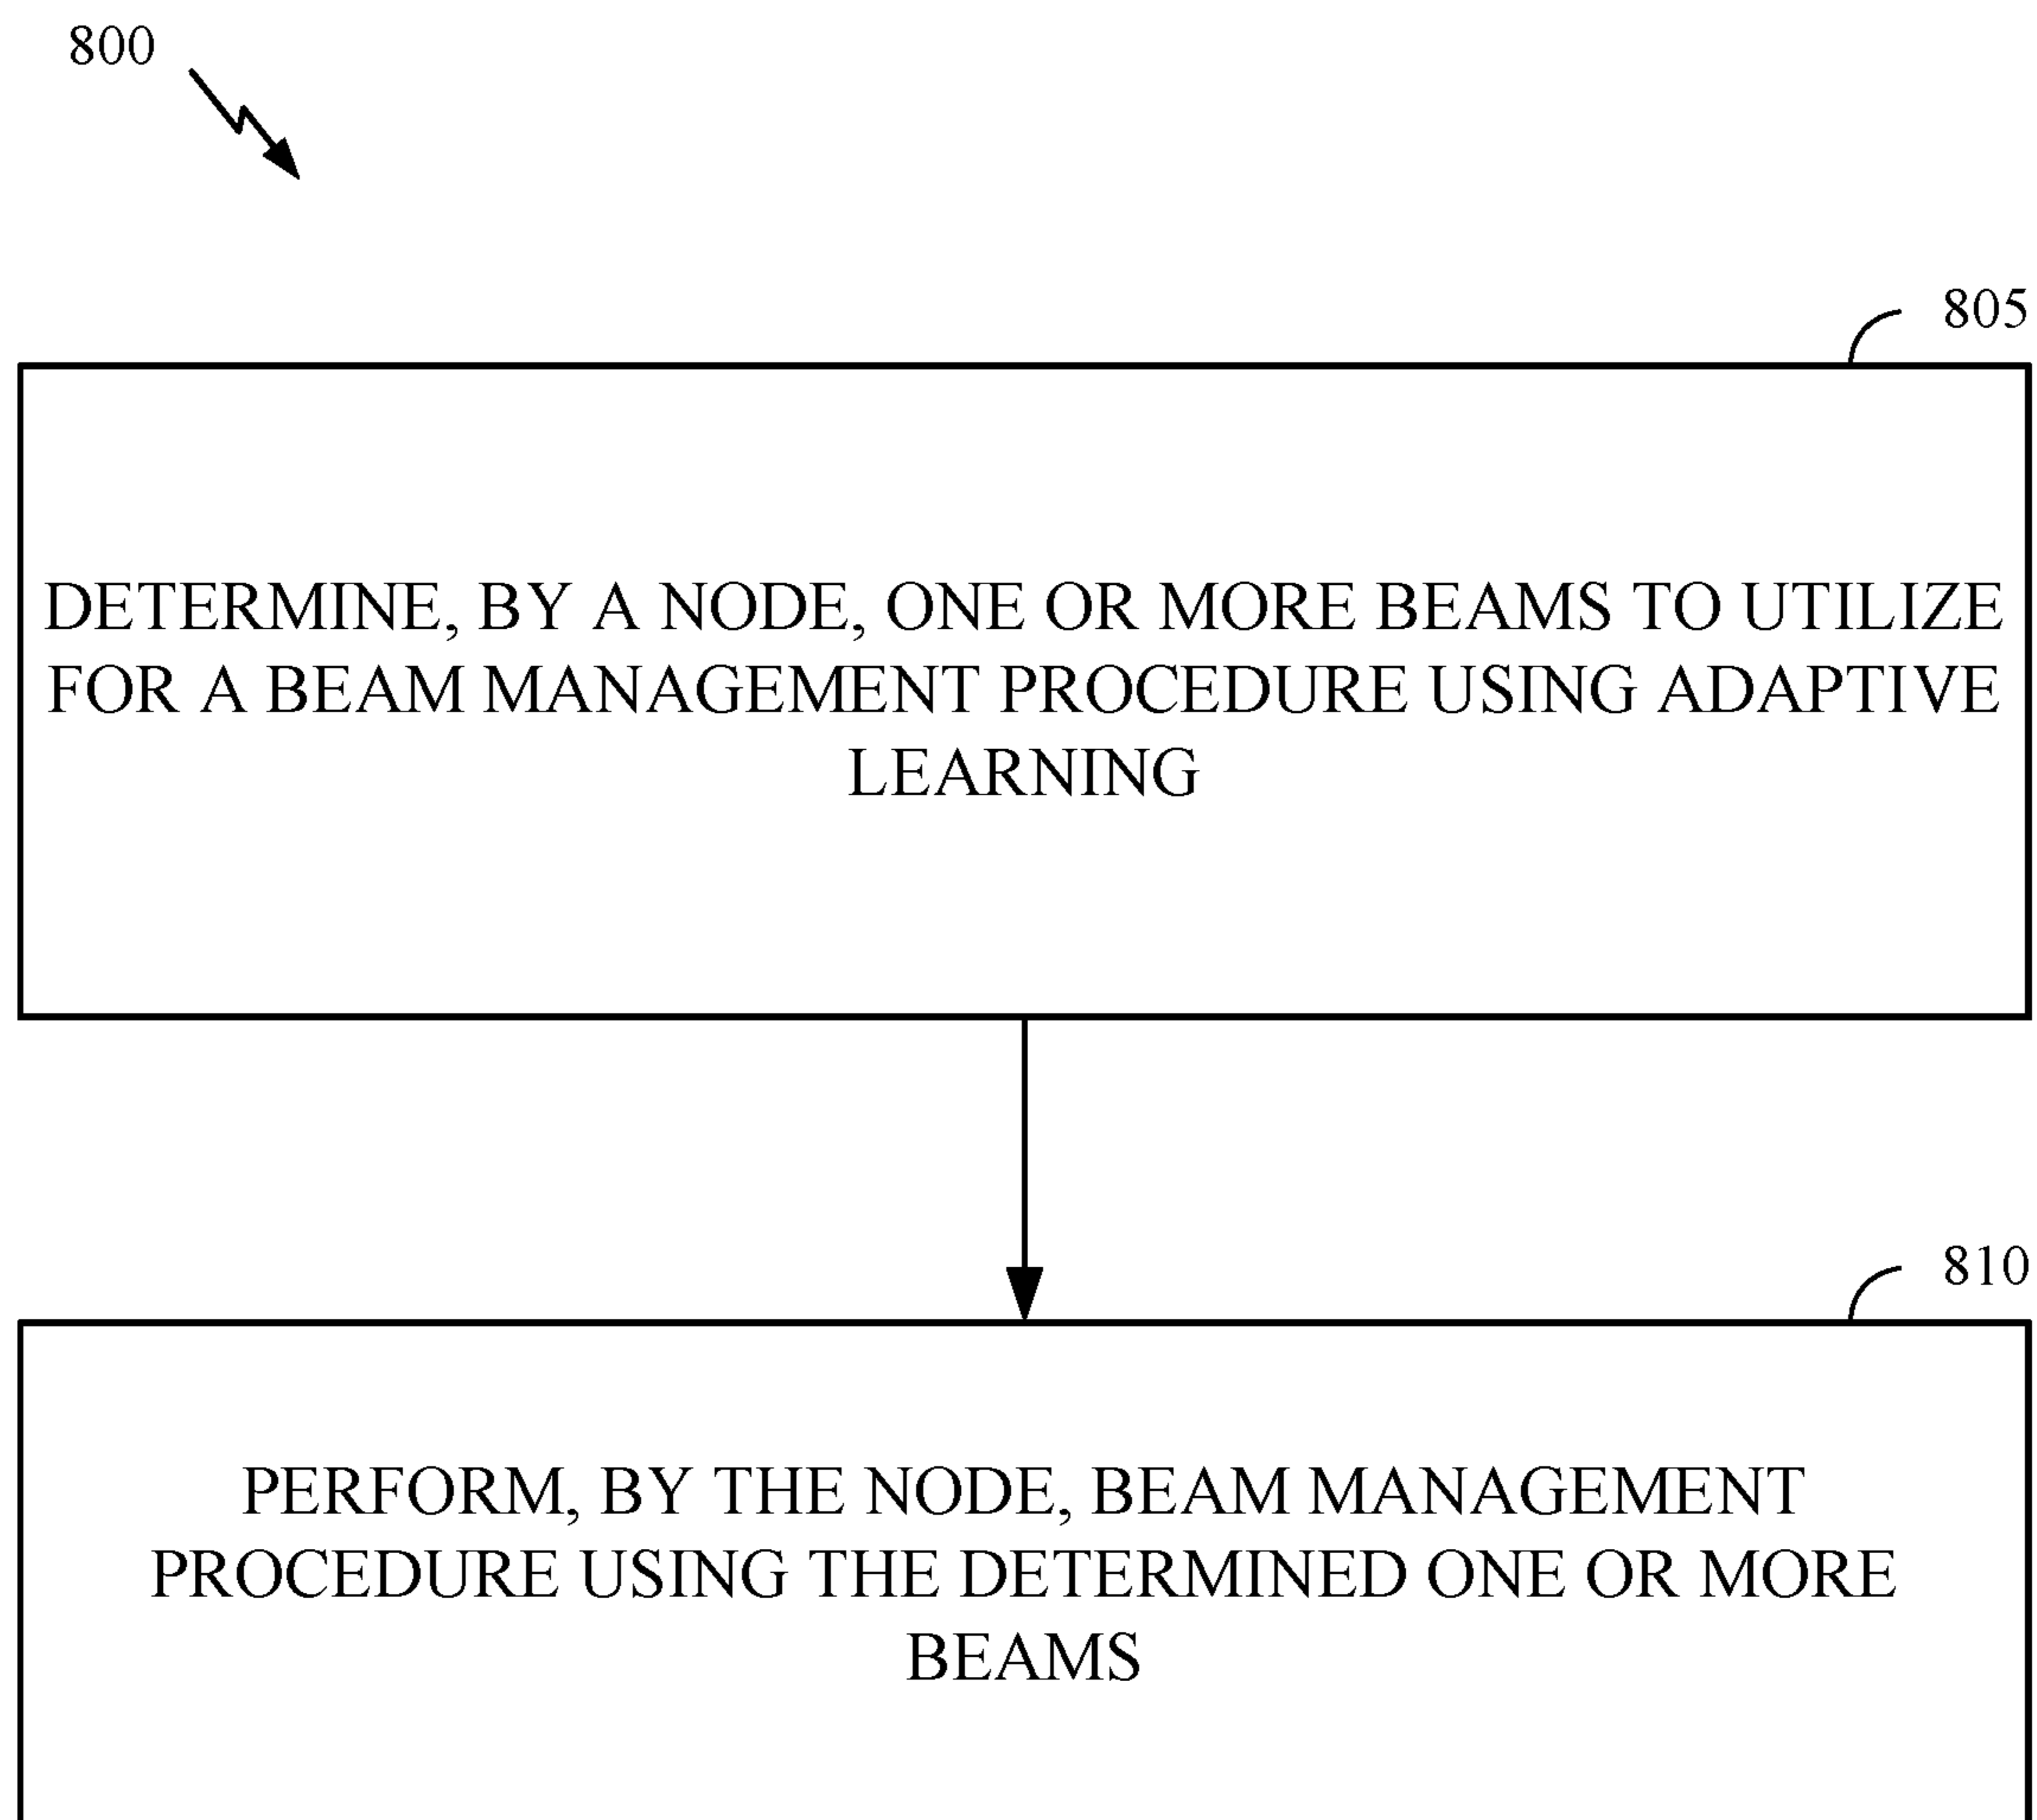 800
805
DETERMINE, BY A NODE, ONE OR MORE BEAMS TO UTILIZE
FOR A BEAM MANAGEMENT PROCEDURE USING ADAPTIVE
LEARNING
810
PERFORM, BY THE NODE, BEAM MANAGEMENT
PROCEDURE USING THE DETERMINED ONE OR MORE
BEAMS